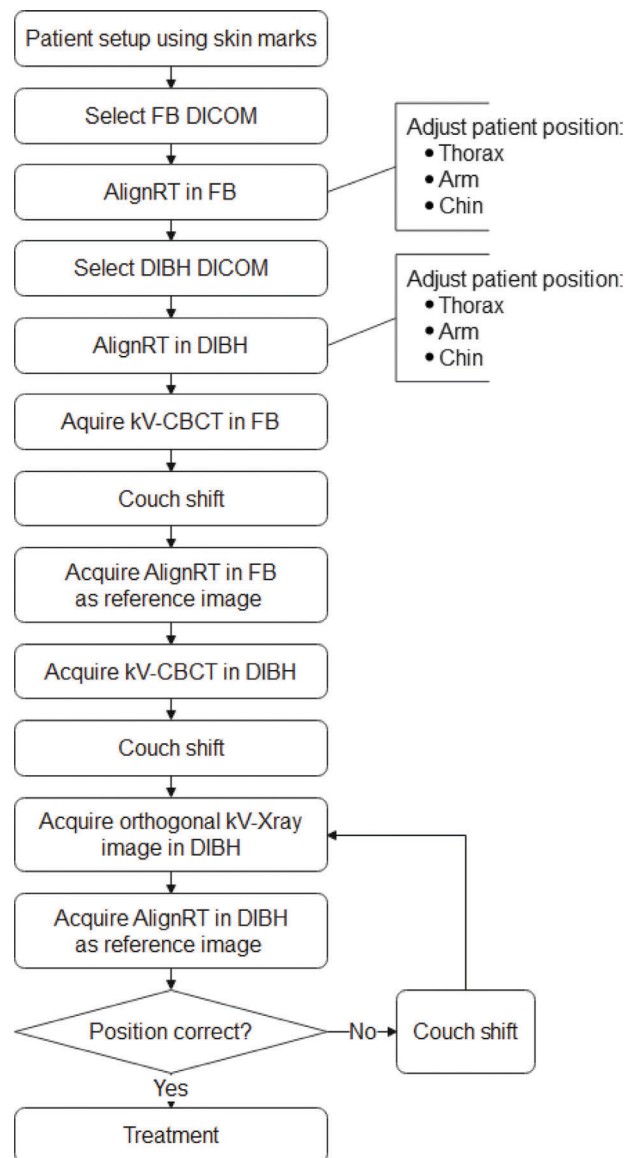 Patient setup using skin marks
Select FB DICOM
AlignRT in FB
Adjust patient position:
• Thorax
• Arm
• Chin
Select DIBH DICOM
AlignRT in DIBH
Adjust patient position:
• Thorax
• Arm
• Chin
Aquire kV-CBCT in FB
Couch shift
Acquire AlignRT in FB
as reference image
Acquire kV-CBCT in DIBH
Couch shift
Acquire orthogonal kV-Xray
image in DIBH
Acquire AlignRT in DIBH
as reference image
Position correct?
No
Couch shift
Yes
Treatment